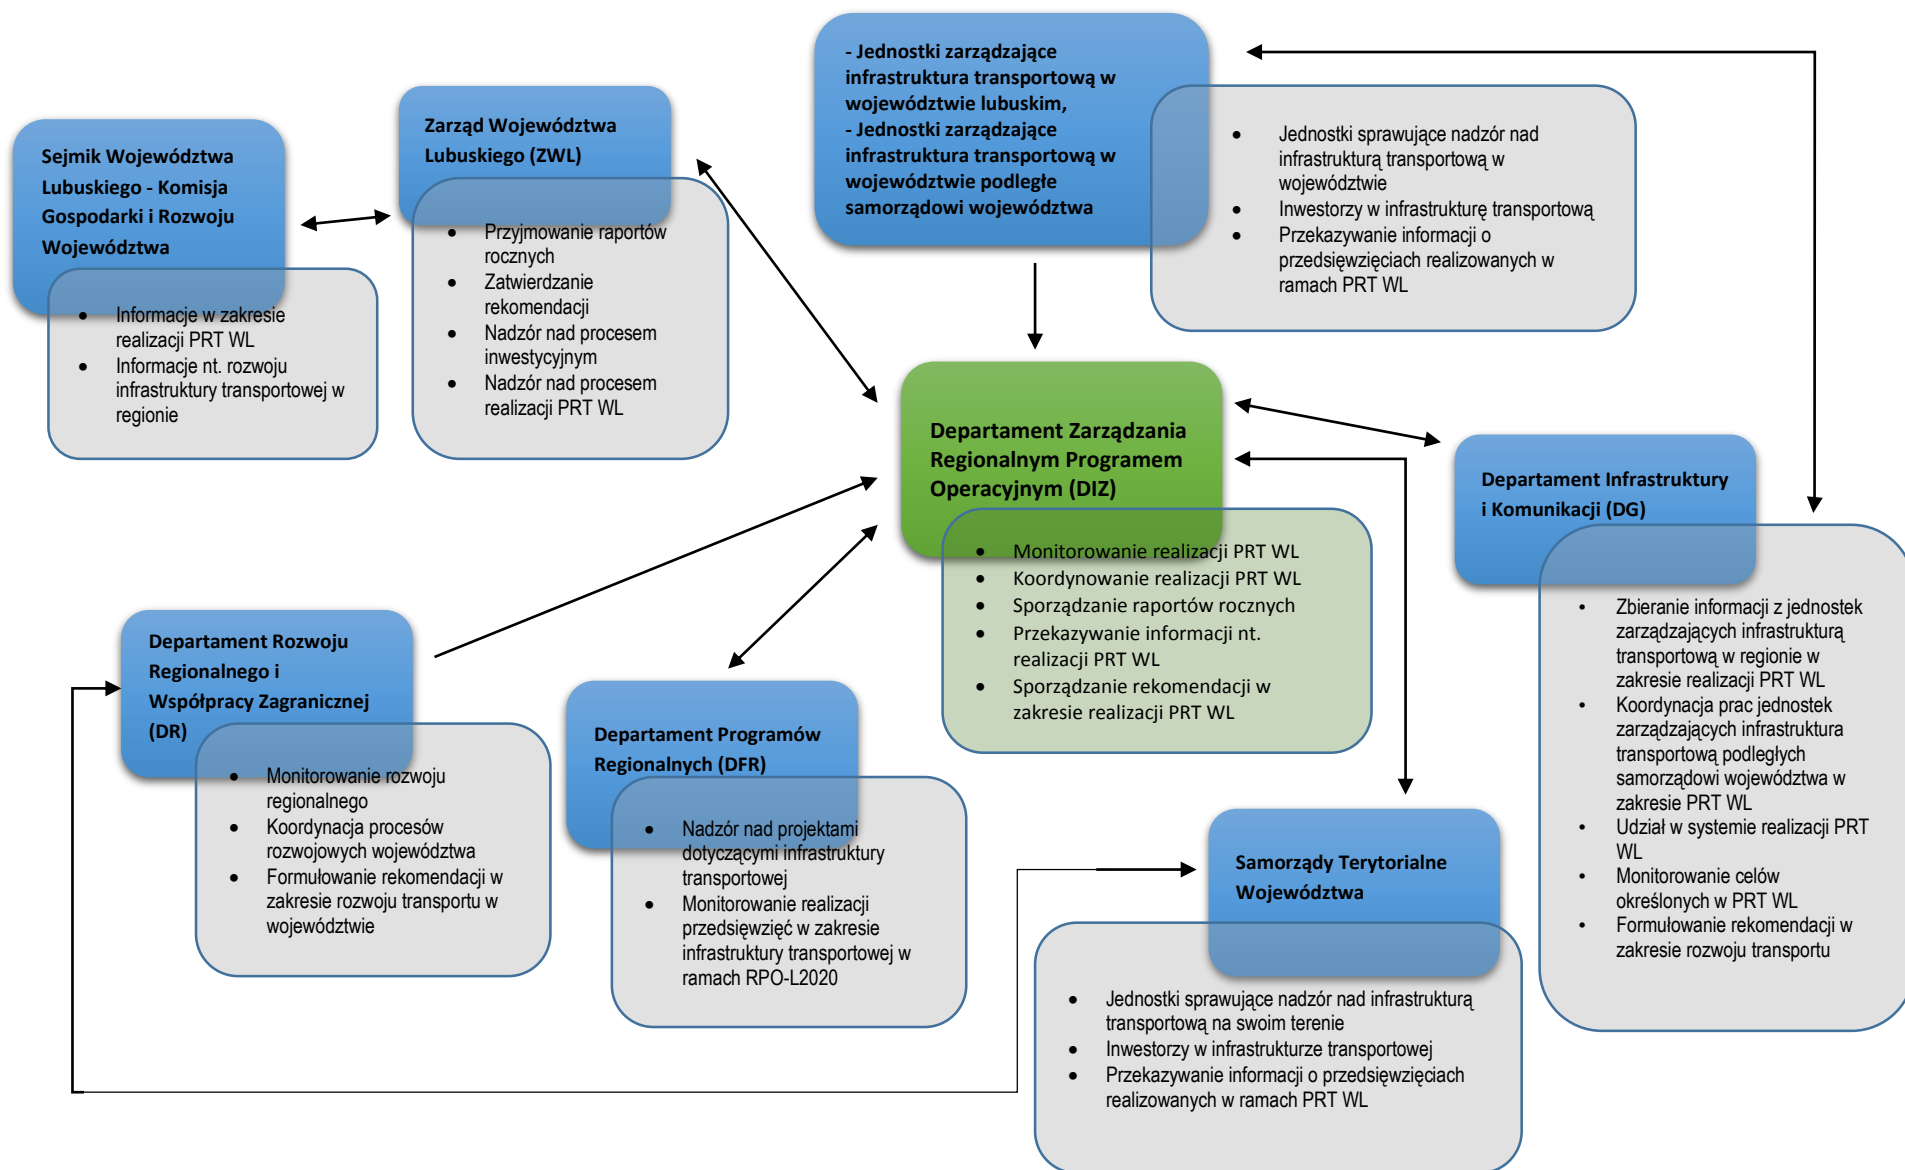 Sejmik Województwa
Lubuskiego - Komisja
Gospodarki i Rozwoju
Województwa
• Informacje w zakresie
realizacji PRT WL
• Informacje nt. rozwoju
infrastruktury transportowej w
regionie
Zarząd Województwa
Lubuskiego (ZWL)
• Przyjmowanie raportów
rocznych
• Zatwierdzanie
rekomendacji
• Nadzór nad procesem
inwestycyjnym
• Nadzór nad procesem
realizacji PRT WL
- Jednostki zarządzające
infrastruktura transportową w
województwie lubuskim,
- Jednostki zarządzające
infrastruktura transportową w
województwie podległe
samorządowi województwa
• Jednostki sprawujące nadzór nad
infrastrukturą transportową w
województwie
• Inwestorzy w infrastrukturę transportową
• Przekazywanie informacji o
przedsięwzięciach realizowanych w
ramach PRT WL
Departament Zarządzania
Regionalnym Programem
Operacyjnym (DIZ)
• Monitorowanie realizacji PRT WL
• Koordynowanie realizacji PRT WL
• Sporządzanie raportów rocznych
• Przekazywanie informacji nt.
realizacji PRT WL
• Sporządzanie rekomendacji w
zakresie realizacji PRT WL
Departament Infrastruktury
i Komunikacji (DG)
• Zbieranie informacji z jednostek
zarządzających infrastrukturą
transportową w regionie w
zakresie realizacji PRT WL
• Koordynacja prac jednostek
zarządzających infrastruktura
transportową podległych
samorządowi województwa w
zakresie PRT WL
• Udział w systemie realizacji PRT
WL
• Monitorowanie celów
określonych w PRT WL
• Formułowanie rekomendacji w
zakresie rozwoju transportu
Departament Rozwoju
Regionalnego i
Współpracy Zagranicznej
(DR)
• Monitorowanie rozwoju
regionalnego
• Koordynacja procesów
rozwojowych województwa
• Formułowanie rekomendacji w
zakresie rozwoju transportu w
województwie
Departament Programów
Regionalnych (DFR)
• Nadzór nad projektami
dotyczącymi infrastruktury
transportowej
• Monitorowanie realizacji
przedsięwzięć w zakresie
infrastruktury transportowej w
ramach RPO-L2020
Samorządy Terytorialne
Województwa
• Jednostki sprawujące nadzór nad infrastrukturą
transportową na swoim terenie
• Inwestorzy w infrastrukturze transportowej
• Przekazywanie informacji o przedsięwzięciach
realizowanych w ramach PRT WL